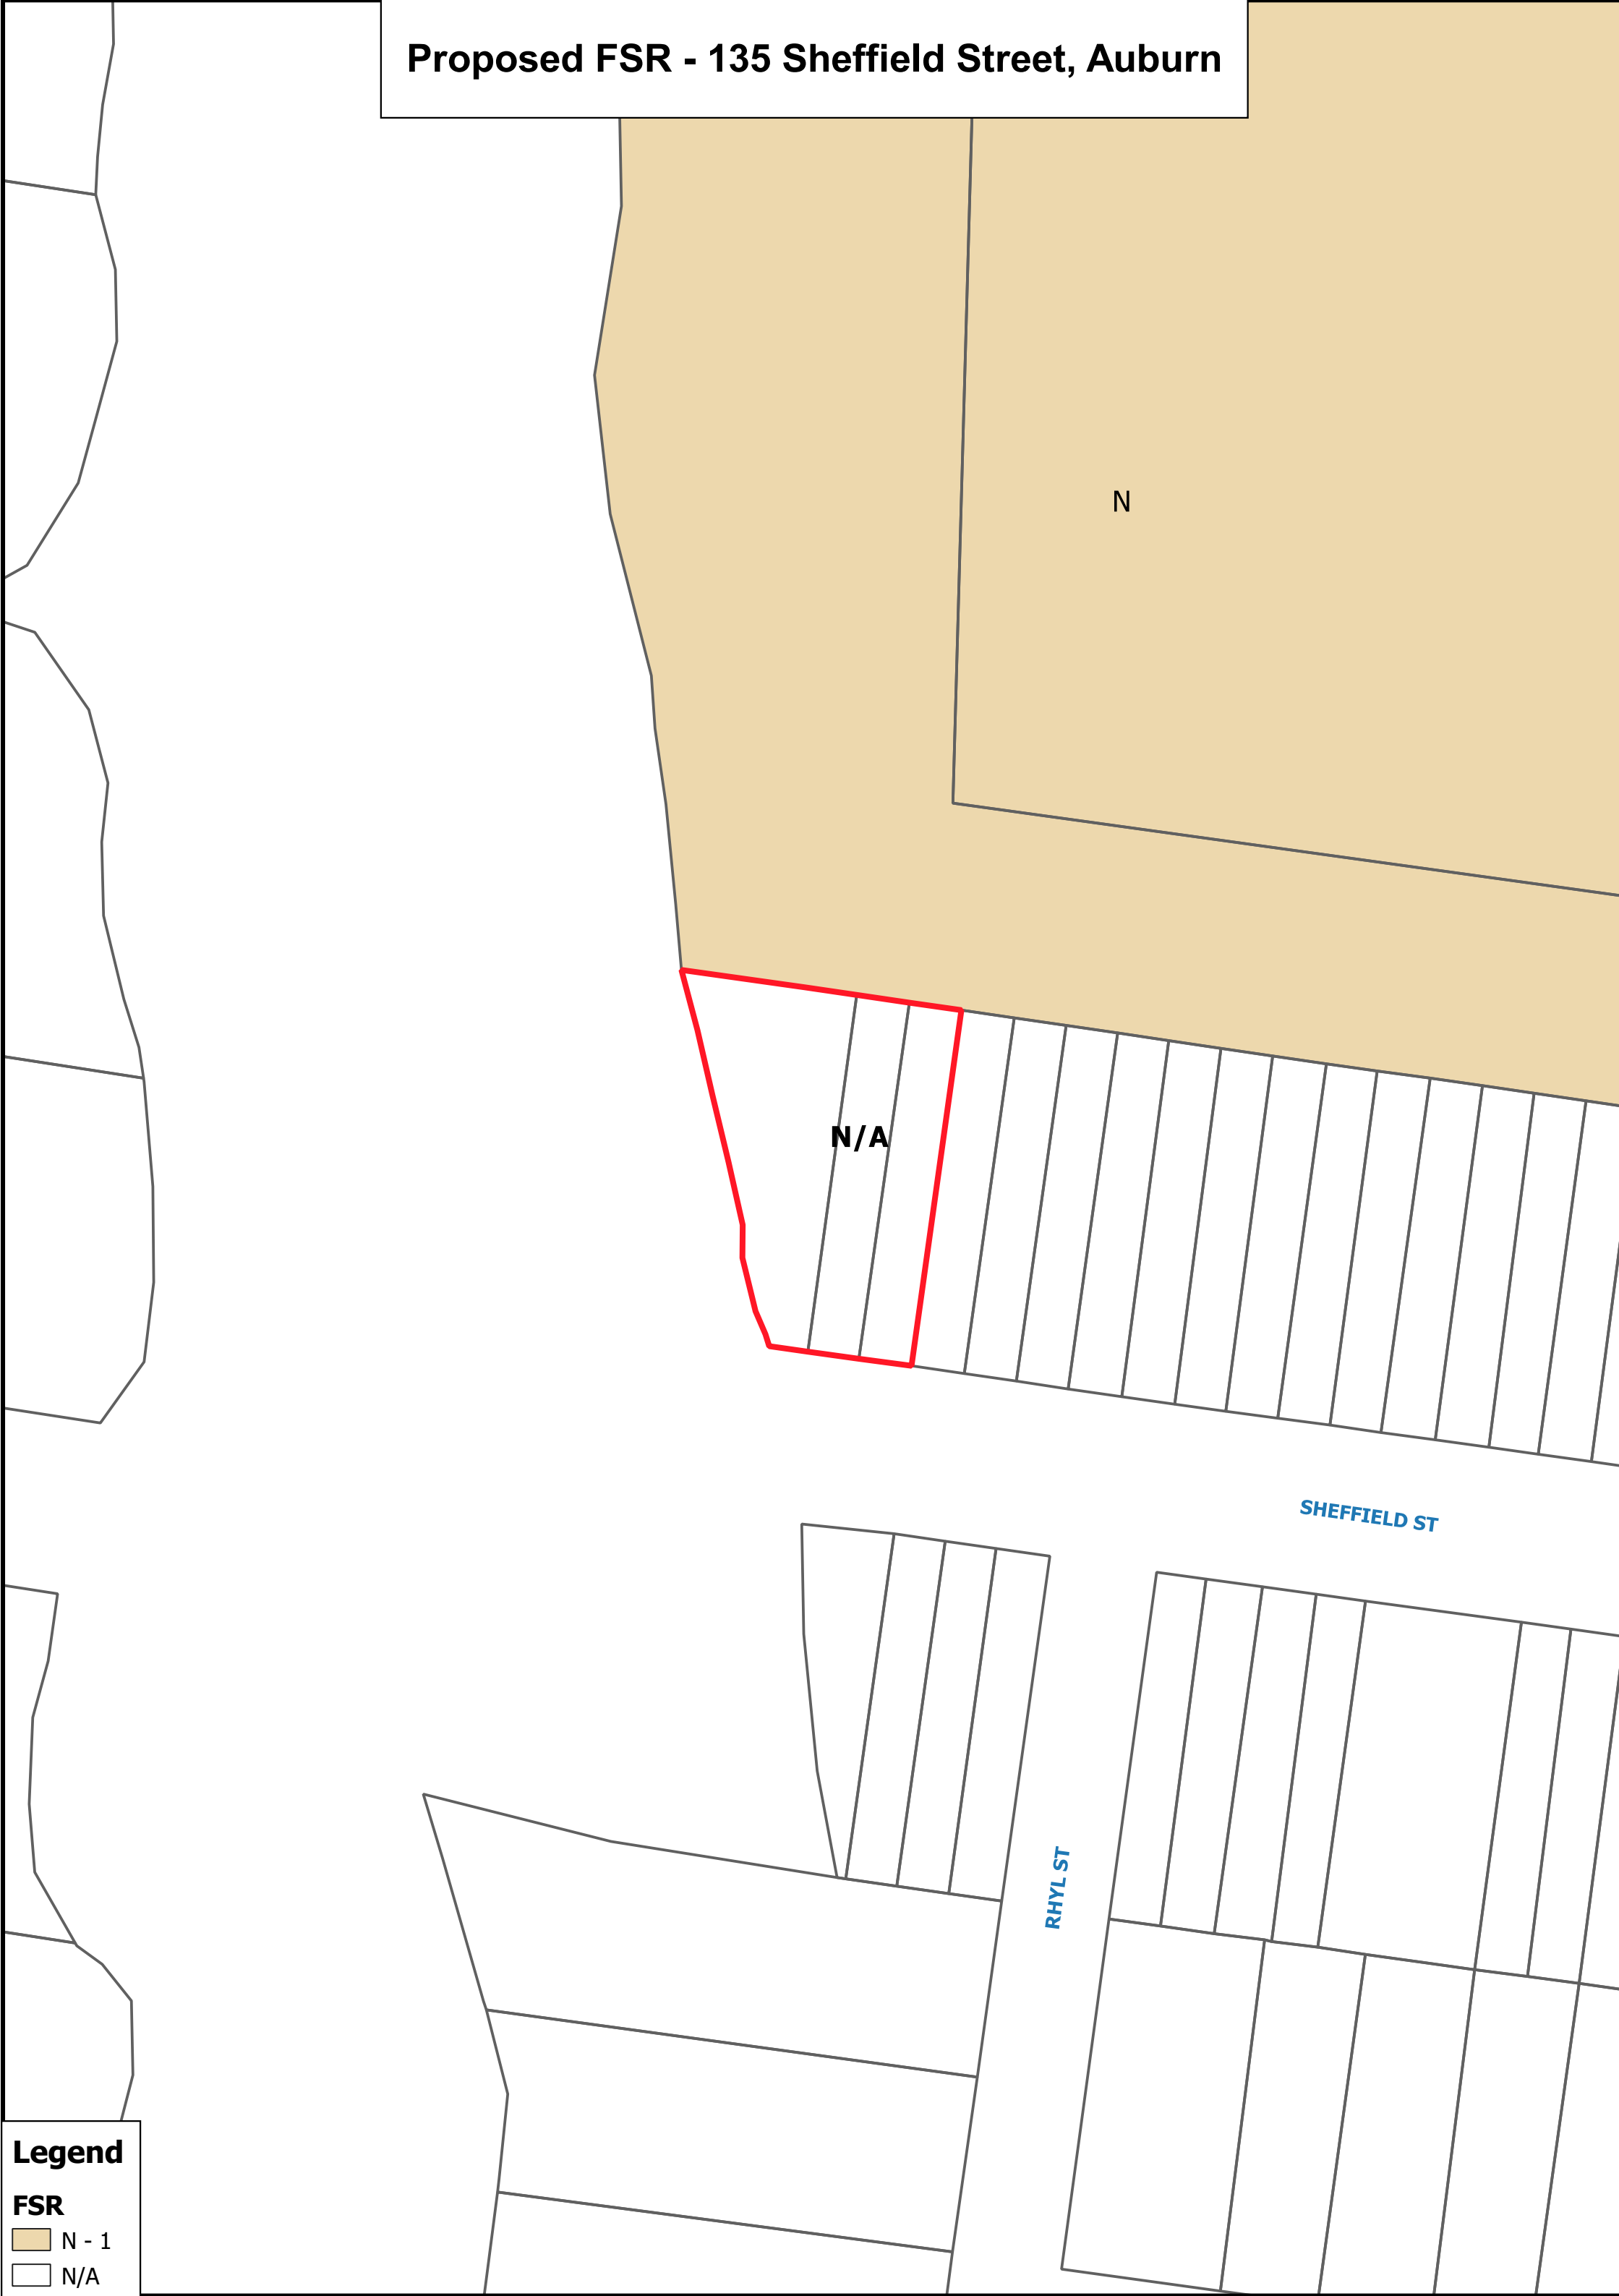 Proposed FSR - 135 Sheffield Street, Auburn
N
N/A
SHEFFIELD ST
RHYL ST
Legend
FSR
N - 1
N/A